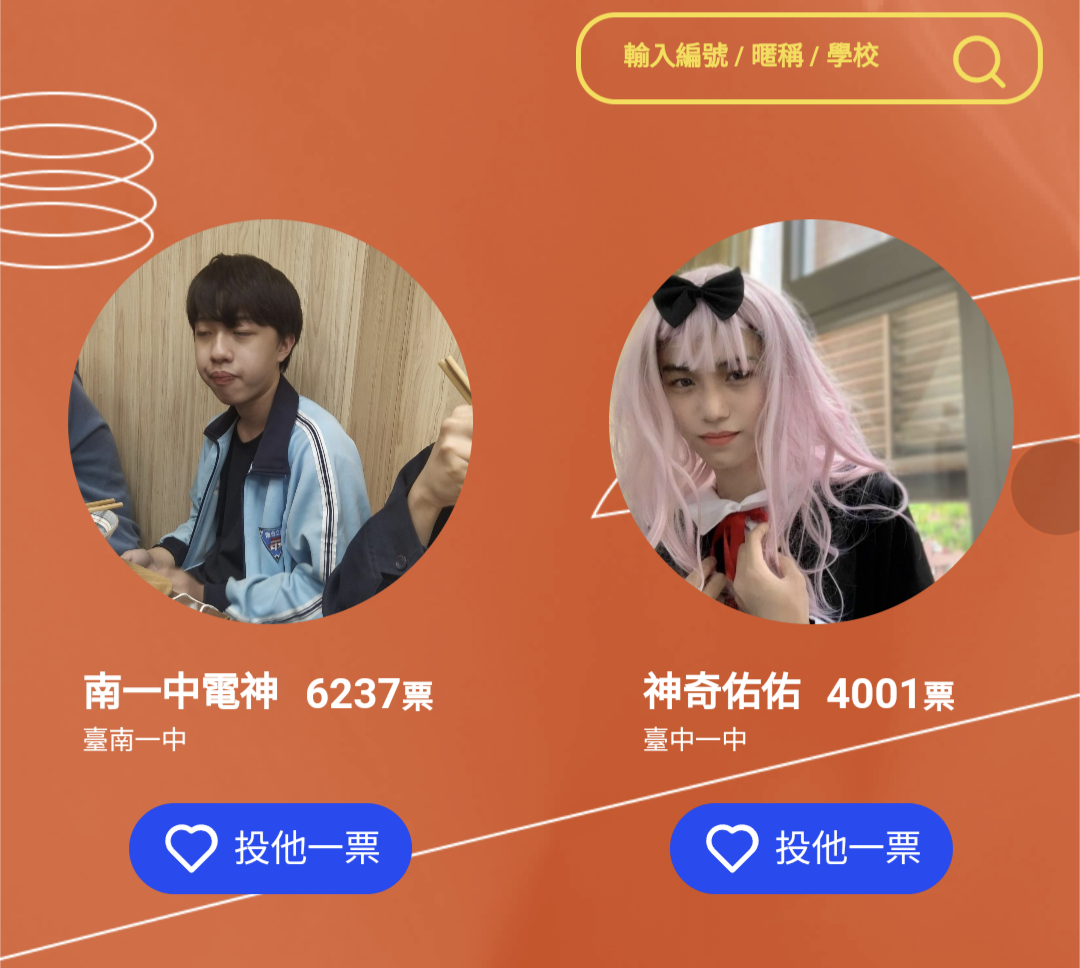 輸入編號 / 暱稱 / 學校
南一中電神 6237票
臺南一中
投他一票
神奇佑佑 4001票
臺中一中
投他一票